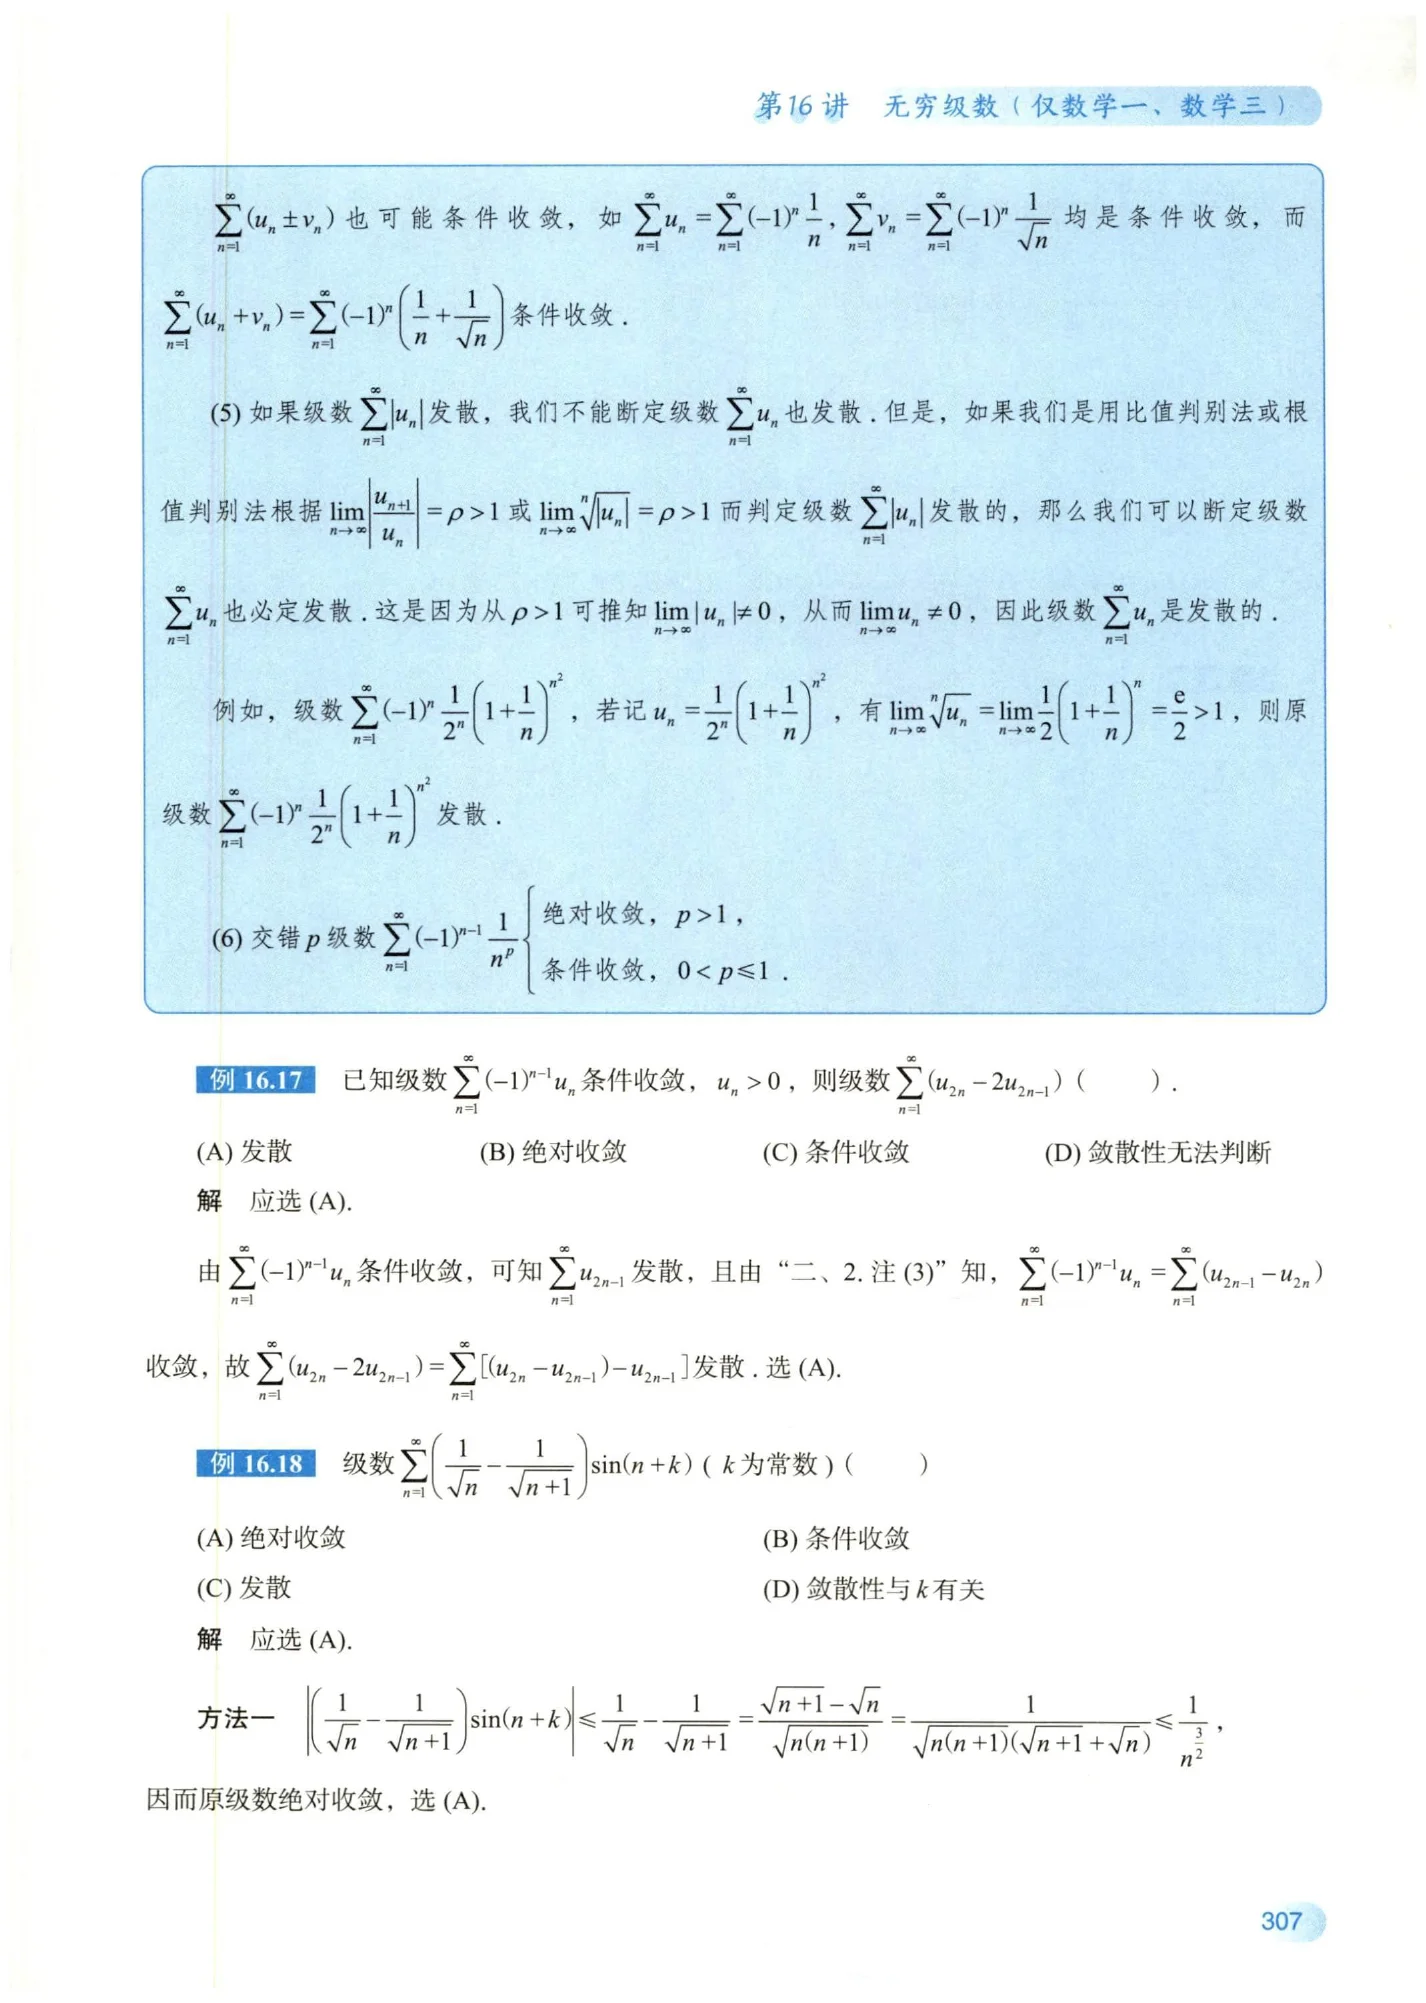 第16讲 无穷级数（仅数学一、数学三）
$\sum_{n=1}^{\infty}(u_n \pm v_n)$也可能条件收敛，如$\sum_{n=1}^{\infty}u_n=\sum_{n=1}^{\infty}(-1)^n\frac{1}{n}, \sum_{n=1}^{\infty}v_n=\sum_{n=1}^{\infty}(-1)^n\frac{1}{\sqrt{n}}$均是条件收敛，而
$\sum_{n=1}^{\infty}(u_n+v_n)=\sum_{n=1}^{\infty}(-1)^n\left(\frac{1}{n}+\frac{1}{\sqrt{n}}\right)$条件收敛.
(5) 如果级数$\sum_{n=1}^{\infty}|u_n|$发散，我们不能断定级数$\sum_{n=1}^{\infty}u_n$也发散.但是，如果我们是用比值判别法或根
值判别法根据$\lim_{n\to\infty}\left|\frac{u_{n+1}}{u_n}\right|=\rho>1$或$\lim_{n\to\infty}\sqrt[n]{|u_n|}=\rho>1$而判定级数$\sum_{n=1}^{\infty}|u_n|$发散的，那么我们可以断定级数
$\sum_{n=1}^{\infty}u_n$也必定发散.这是因为从$\rho>1$可推知$\lim_{n\to\infty}|u_n|\neq 0$，从而$\lim_{n\to\infty}u_n\neq 0$，因此级数$\sum_{n=1}^{\infty}u_n$是发散的.
例如，级数$\sum_{n=1}^{\infty}(-1)^n\frac{1}{2^n}\left(1+\frac{1}{n}\right)^{n^2}$，若记$u_n=\frac{1}{2^n}\left(1+\frac{1}{n}\right)^{n^2}$，有$\lim_{n\to\infty}\sqrt[n]{u_n}=\lim_{n\to\infty}\frac{1}{2}\left(1+\frac{1}{n}\right)^n=\frac{e}{2}>1$，则原
级数$\sum_{n=1}^{\infty}(-1)^n\frac{1}{2^n}\left(1+\frac{1}{n}\right)^{n^2}$发散.
(6) 交错p级数$\sum_{n=1}^{\infty}(-1)^{n-1}\frac{1}{n^p}\begin{cases}绝对收敛，p>1，\\条件收敛，0<p\leqslant 1.\end{cases}$
例 16.17 已知级数$\sum_{n=1}^{\infty}(-1)^{n-1}u_n$条件收敛，$u_n>0$，则级数$\sum_{n=1}^{\infty}(u_{2n}-2u_{2n-1})$( ).
(A) 发散 (B) 绝对收敛 (C) 条件收敛 (D) 敛散性无法判断
解 应选 (A).
由$\sum_{n=1}^{\infty}(-1)^{n-1}u_n$条件收敛，可知$\sum_{n=1}^{\infty}u_{2n-1}$发散，且由“二、2. 注 (3)”知，$\sum_{n=1}^{\infty}(-1)^{n-1}u_n=\sum_{n=1}^{\infty}(u_{2n-1}-u_{2n})$
收敛，故$\sum_{n=1}^{\infty}(u_{2n}-2u_{2n-1})=\sum_{n=1}^{\infty}[(u_{2n}-u_{2n-1})-u_{2n-1}]$发散.选 (A).
例 16.18 级数$\sum_{n=1}^{\infty}\left(\frac{1}{\sqrt{n}}-\frac{1}{\sqrt{n+1}}\right)\sin(n+k)$( k为常数 ) ( )
(A) 绝对收敛 (B) 条件收敛
(C) 发散 (D) 敛散性与k有关
解 应选 (A).
方法一 $\left|\left(\frac{1}{\sqrt{n}}-\frac{1}{\sqrt{n+1}}\right)\sin(n+k)\right|\leqslant\frac{1}{\sqrt{n}}-\frac{1}{\sqrt{n+1}}=\frac{\sqrt{n+1}-\sqrt{n}}{\sqrt{n(n+1)}}=\frac{1}{\sqrt{n(n+1)}(\sqrt{n+1}+\sqrt{n})}\leqslant\frac{1}{n^{\frac{3}{2}}}$，
因而原级数绝对收敛，选 (A).
307